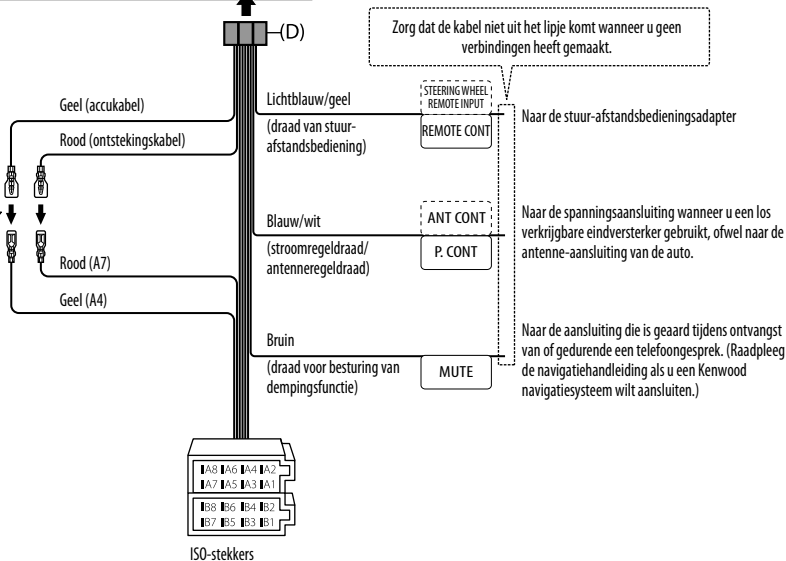 (D)
Zorg dat de kabel niet uit het lipje komt wanneer u geen
verbindingen heeft gemaakt.
Geel (accukabel)
Rood (ontstekingskabel)
Lichtblauw/geel
(draad van stuur-
afstandsbediening)
STEERING WHEEL
REMOTE INPUT
REMOTE CONT
Naar de stuur-afstandsbedieningsadapter
Blauw/wit
(stroomregeldraad/
antenneregeldraad)
ANT CONT
P. CONT
Naar de spanningsaansluiting wanneer u een los
verkrijgbare eindversterker gebruikt, ofwel naar de
antenne-aansluiting van de auto.
Rood (A7)
Geel (A4)
Bruin
(draad voor besturing van
dempingsfunctie)
MUTE
Naar de aansluiting die is geaard tijdens ontvangst
van of gedurende een telefoongesprek. (Raadpleeg
de navigatiehandleiding als u een Kenwood
navigatiesysteem wilt aansluiten.)
A8 A6 A4 A2
A7 A5 A3 A1
B8 B6 B4 B2
B7 B5 B3 B1
ISO-stekkers